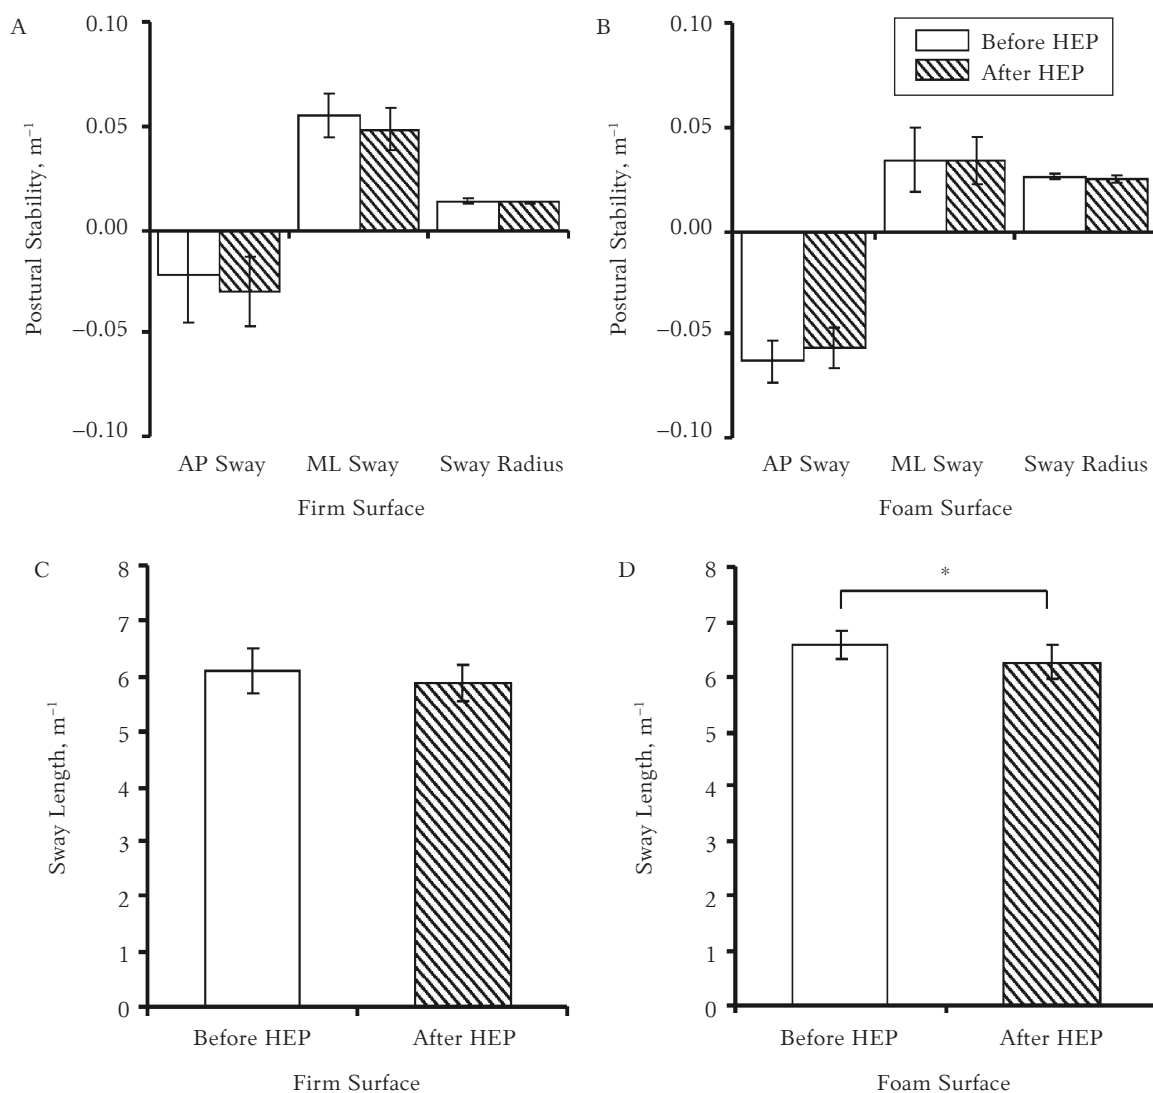 A
0.10
0.05
0.00
−0.05
−0.10
Postural Stability, m⁻¹
AP Sway
ML Sway
Sway Radius
Firm Surface
B
0.10
0.05
0.00
−0.05
−0.10
Postural Stability, m⁻¹
Before HEP
After HEP
AP Sway
ML Sway
Sway Radius
Foam Surface
C
8
7
6
5
4
3
2
1
0
Sway Length, m⁻¹
Before HEP
After HEP
Firm Surface
D
8
7
6
5
4
3
2
1
0
Sway Length, m⁻¹
*
Before HEP
After HEP
Foam Surface